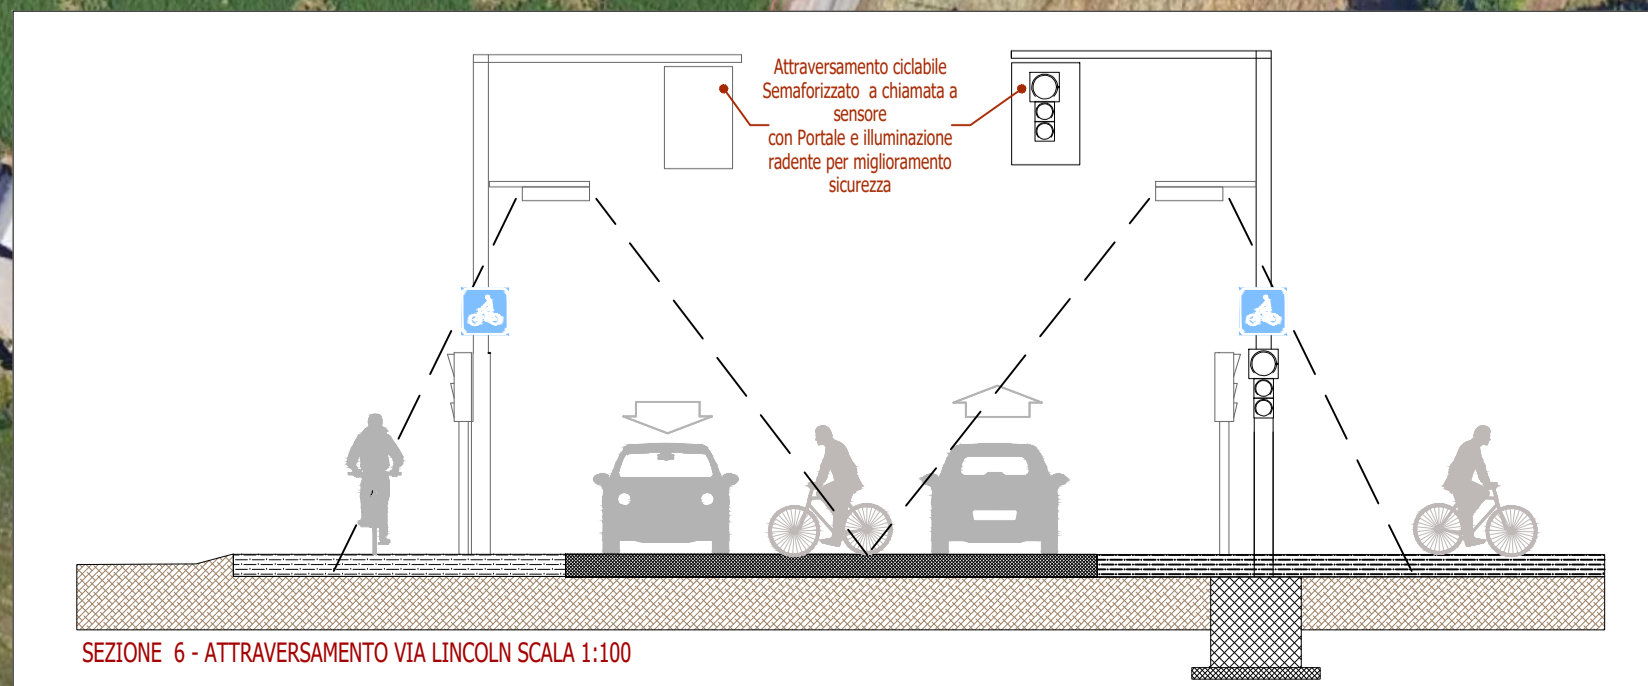 Attraversamento ciclabile
Semaforizzato a chiamata a
sensore
con Portale e illuminazione
radente per miglioramento
sicurezza
SEZIONE 6 - ATTRAVERSAMENTO VIA LINCOLN SCALA 1:100